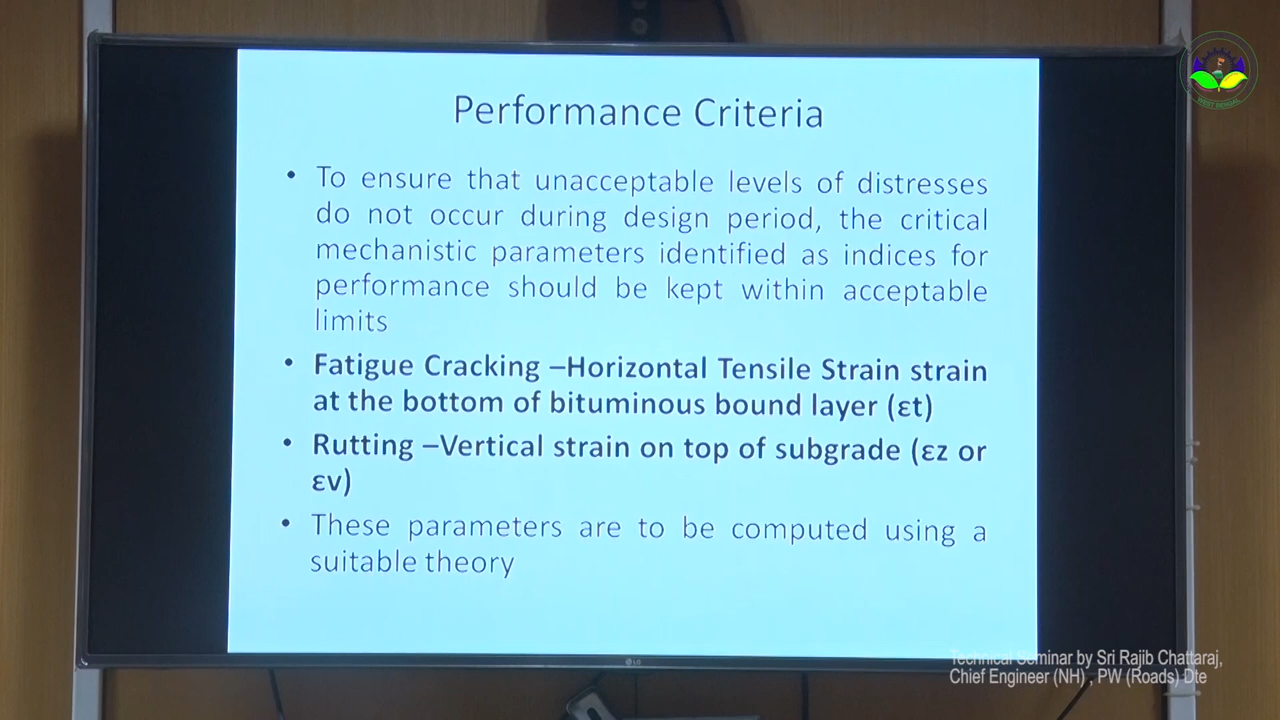 WEST BENGAL
Performance Criteria
• To ensure that unacceptable levels of distresses
do not occur during design period, the critical
mechanistic parameters identified as indices for
performance should be kept within acceptable
limits
• Fatigue Cracking –Horizontal Tensile Strain strain
at the bottom of bituminous bound layer (εt)
• Rutting –Vertical strain on top of subgrade (εz or
εv)
• These parameters are to be computed using a
suitable theory
LG
Technical Seminar by Sri Rajib Chattaraj,
Chief Engineer (NH) , PW (Roads) Dte